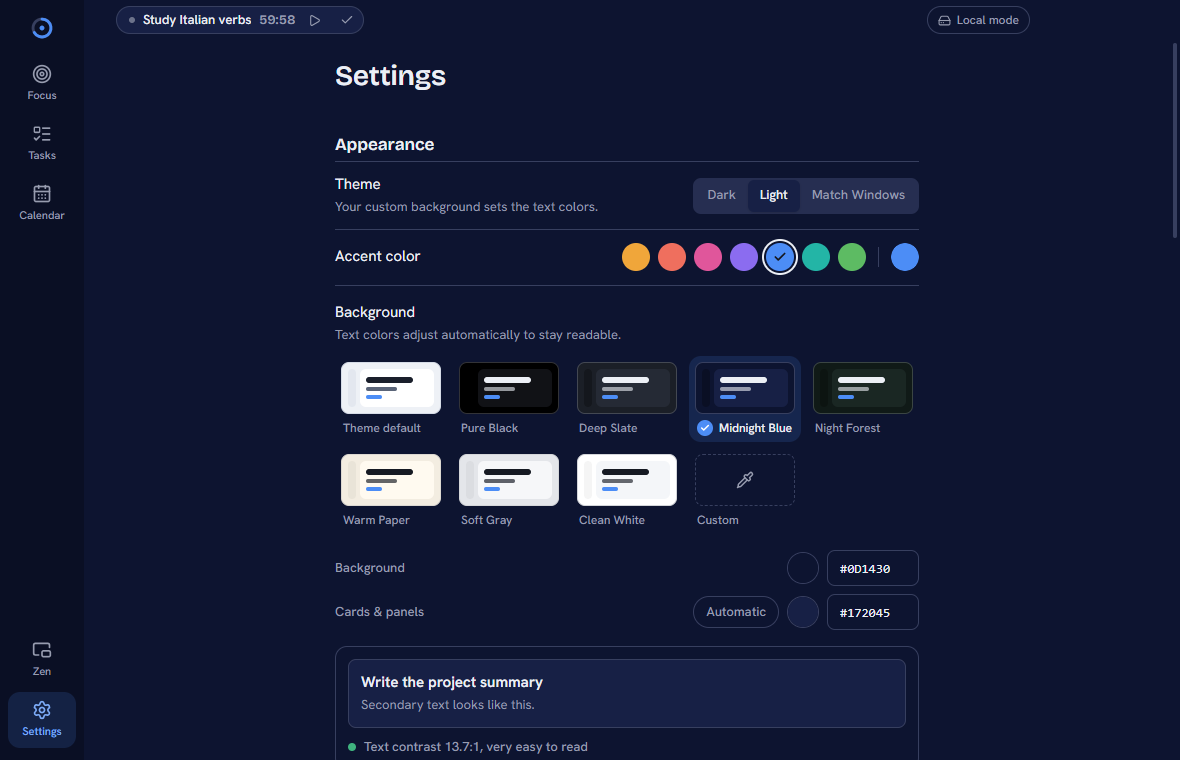 Study Italian verbs 59:58
Local mode
Focus
Tasks
Calendar
Zen
Settings
Settings
Appearance
Theme
Your custom background sets the text colors.
Dark Light Match Windows
Accent color
Background
Text colors adjust automatically to stay readable.
Theme default Pure Black Deep Slate Midnight Blue Night Forest
Warm Paper Soft Gray Clean White Custom
Background #0D1430
Cards & panels Automatic #172045
Write the project summary
Secondary text looks like this.
Text contrast 13.7:1, very easy to read